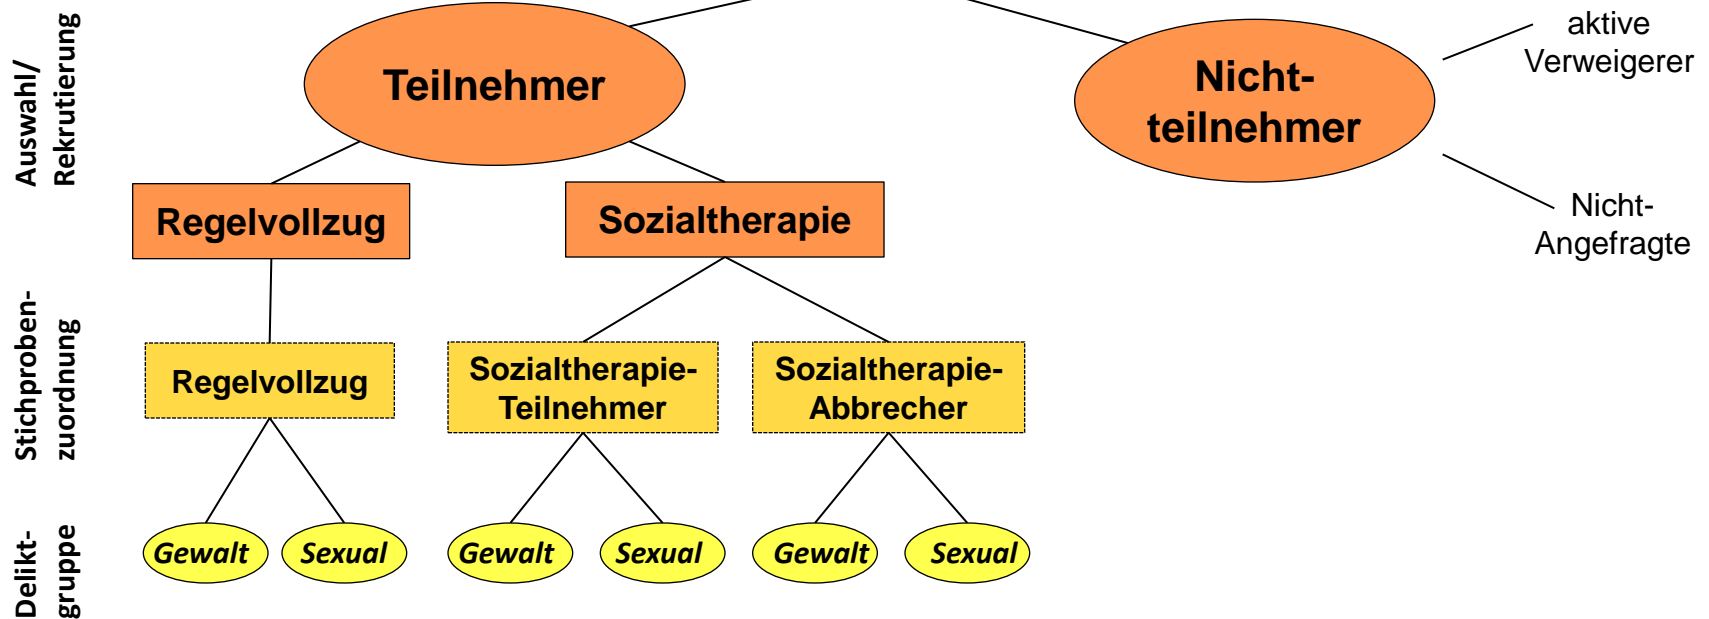 Auswahl/
Rekrutierung
Teilnehmer
Nicht-
teilnehmer
aktive
Verweigerer
Nicht-
Angefragte
Regelvollzug
Sozialtherapie
Stichproben-
zuordnung
Regelvollzug
Sozialtherapie-
Teilnehmer
Sozialtherapie-
Abbrecher
Delikt-
gruppe
Gewalt
Sexual
Gewalt
Sexual
Gewalt
Sexual